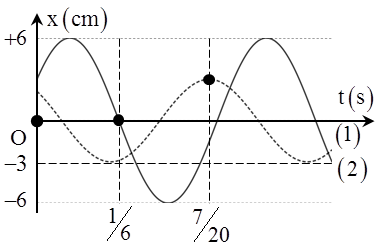 x (cm)
+6
t (s)
O
(1)
−3
(2)
−6
1/6
7/20